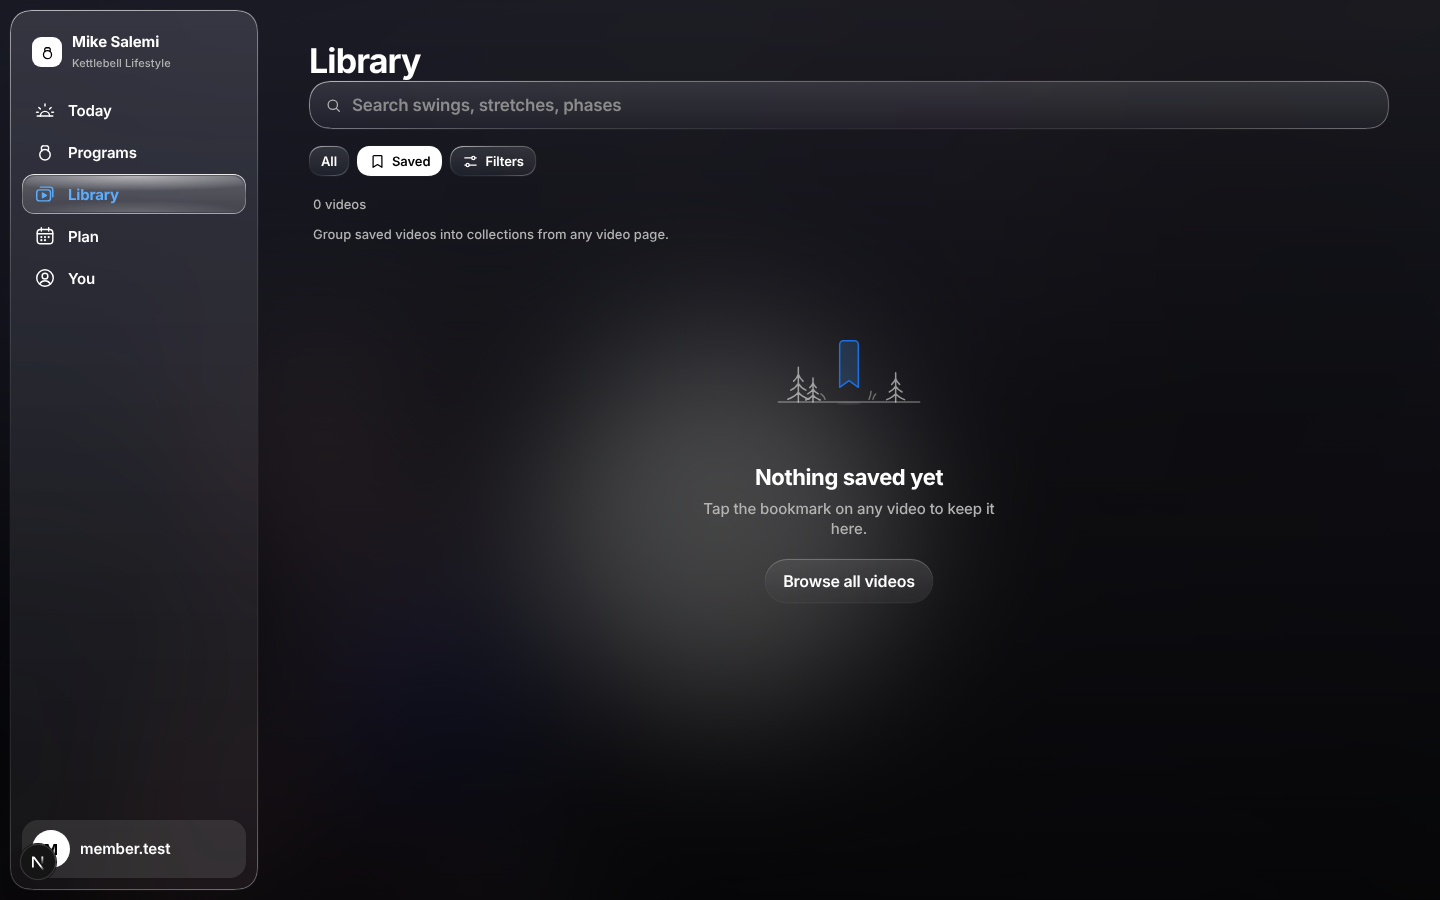 Mike Salemi
Kettlebell Lifestyle
Today
Programs
Library
Plan
You
M
N
member.test
Library
Search swings, stretches, phases
All
Saved
Filters
0 videos
Group saved videos into collections from any video page.
Nothing saved yet
Tap the bookmark on any video to keep it
here.
Browse all videos